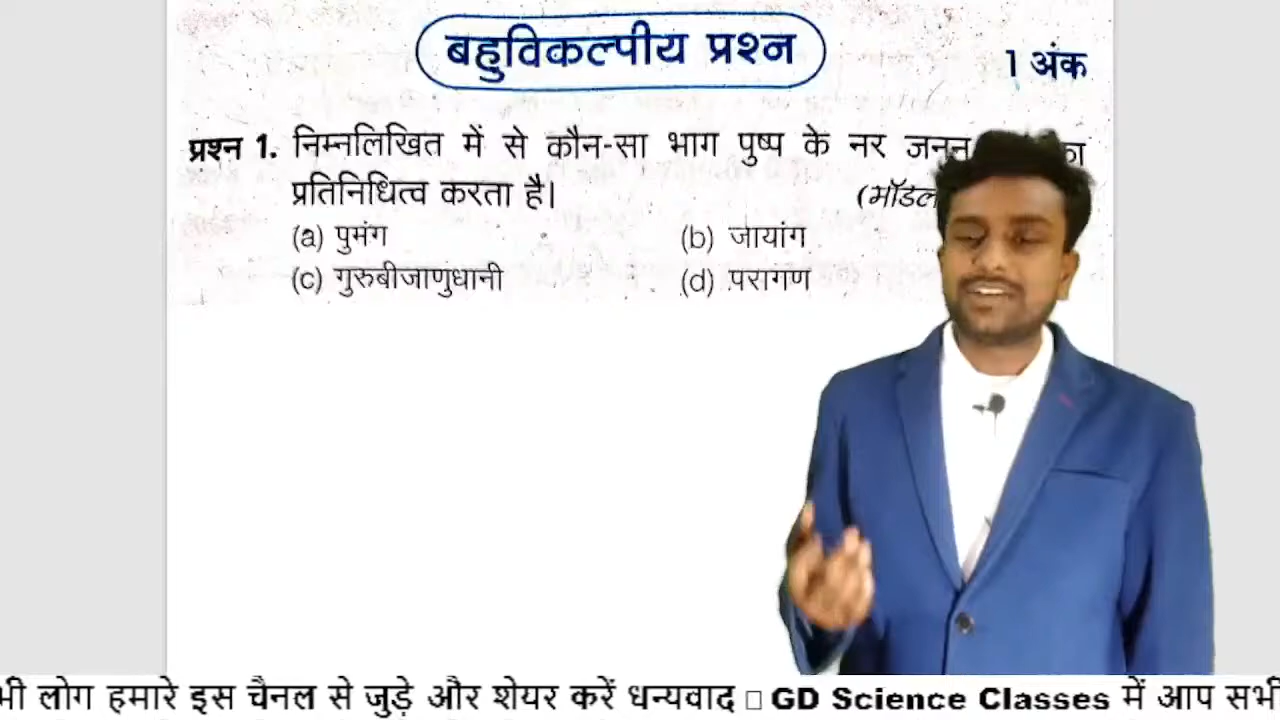 बहुविकल्पीय प्रश्न
1 अंक
प्रश्न 1. निम्नलिखित में से कौन-सा भाग पुष्प के नर जनन
प्रतिनिधित्व करता है। (मॉडल
(a) पुमंग (b) जायांग
(c) गुरुबीजाणुधानी (d) परागण
भी लोग हमारे इस चैनल से जुड़े और शेयर करें धन्यवाद □ GD Science Classes में आप सभी